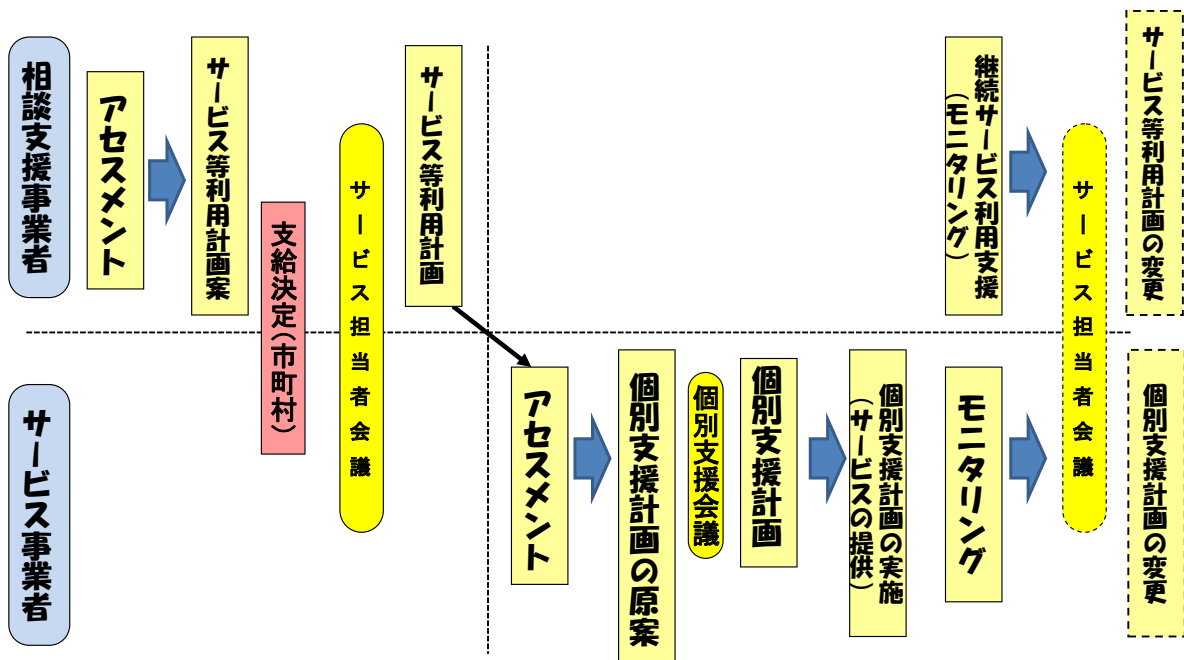 相談支援事業者
アセスメント
サービス等利用計画案
支給決定(市町村)
サービス担当者会議
サービス等利用計画
継続サービス利用支援
(モニタリング)
サービス担当者会議
サービス等利用計画の変更
サービス事業者
アセスメント
個別支援計画の原案
個別支援会議
個別支援計画
個別支援計画の実施
(サービスの提供)
モニタリング
個別支援計画の変更